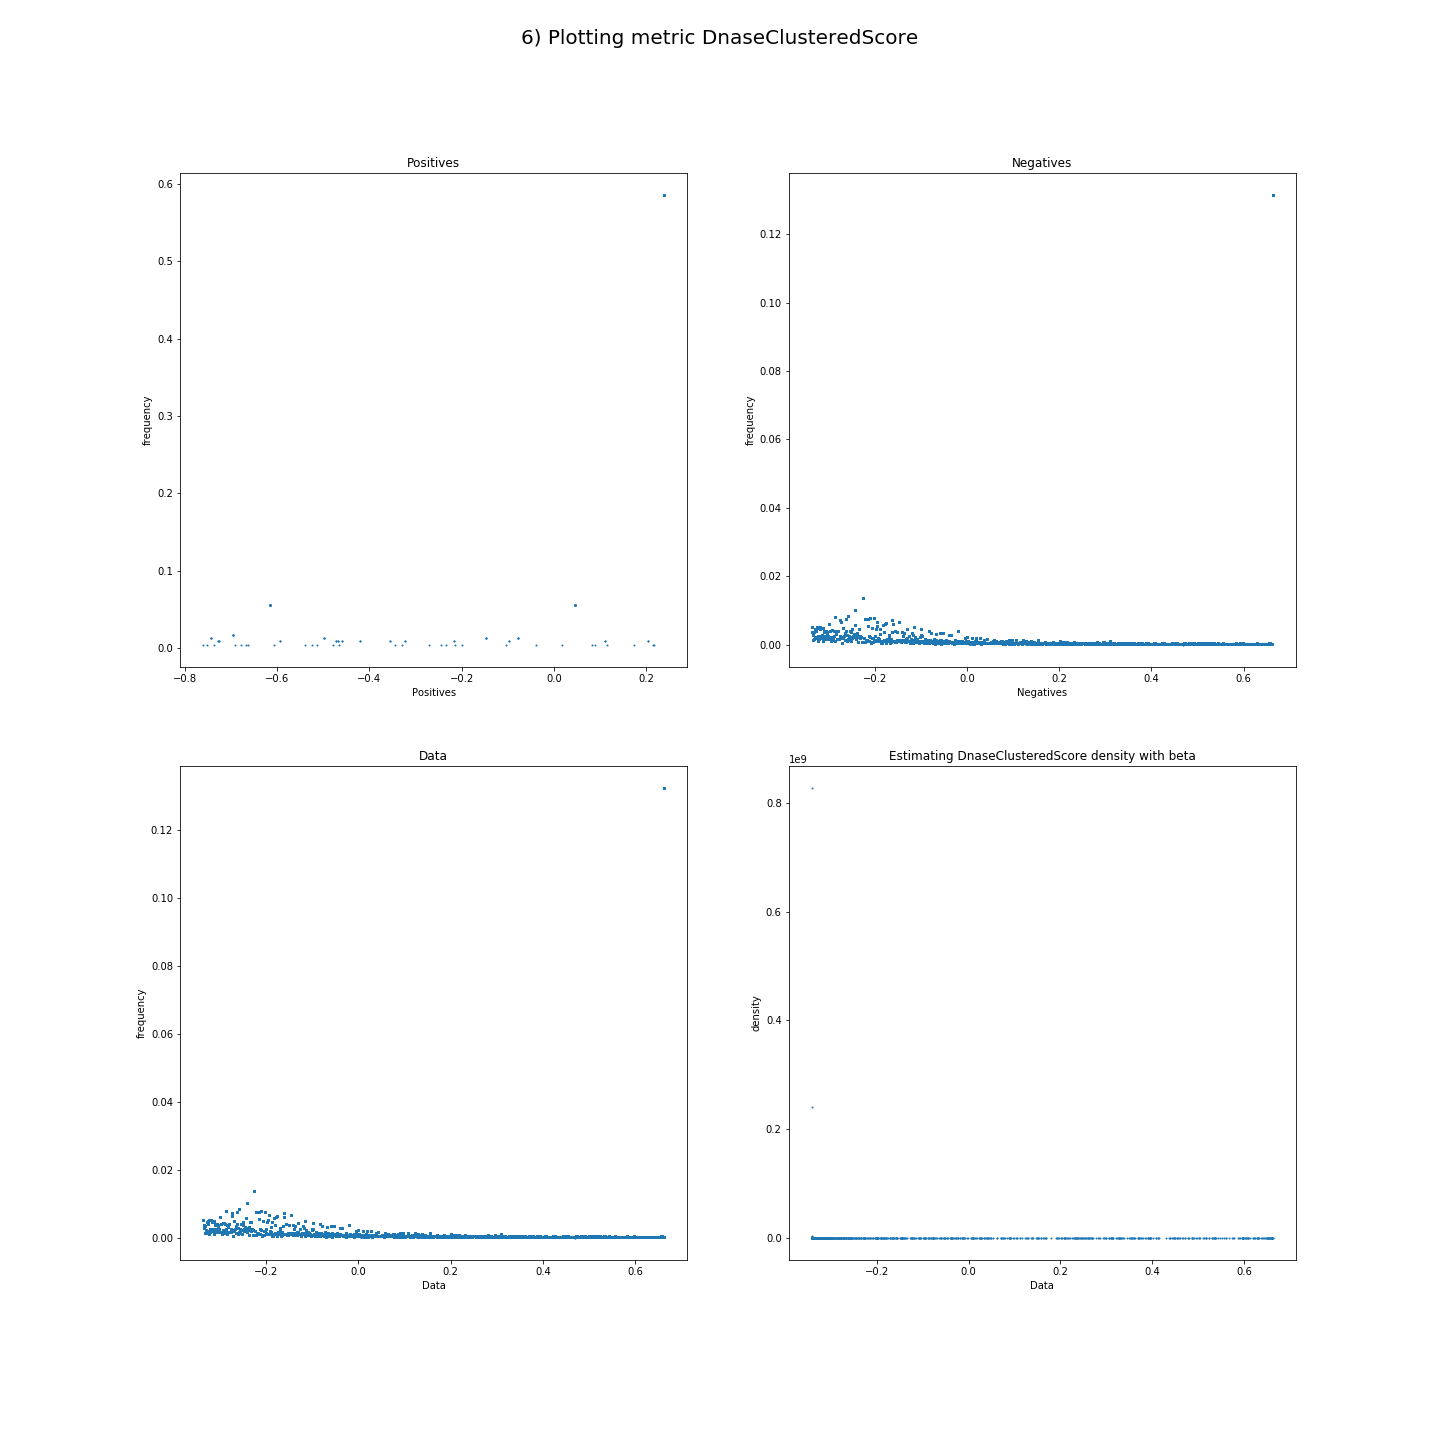 6) Plotting metric DnaseClusteredScore
Positives
0.6
0.5
0.4
0.3
0.2
0.1
0.0
frequency
−0.8 −0.6 −0.4 −0.2 0.0 0.2
Positives
Negatives
0.12
0.10
0.08
0.06
0.04
0.02
0.00
frequency
−0.2 0.0 0.2 0.4 0.6
Negatives
Data
0.12
0.10
0.08
0.06
0.04
0.02
0.00
frequency
−0.2 0.0 0.2 0.4 0.6
Data
Estimating DnaseClusteredScore density with beta
1e9
0.8
0.6
0.4
0.2
0.0
density
−0.2 0.0 0.2 0.4 0.6
Data